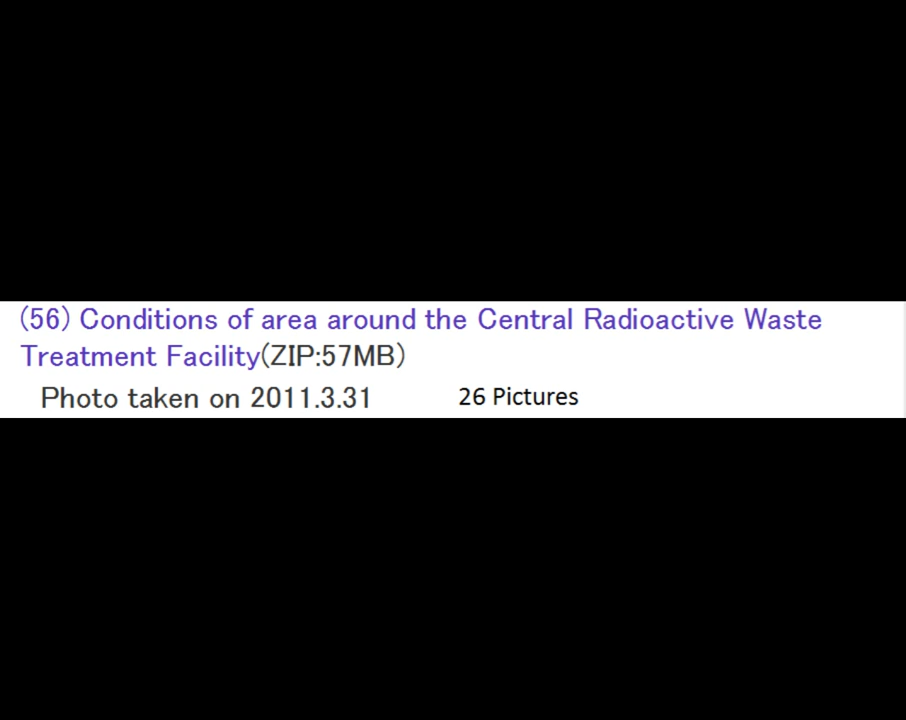 (56) Conditions of area around the Central Radioactive Waste
Treatment Facility(ZIP:57MB)
Photo taken on 2011.3.31 26 Pictures